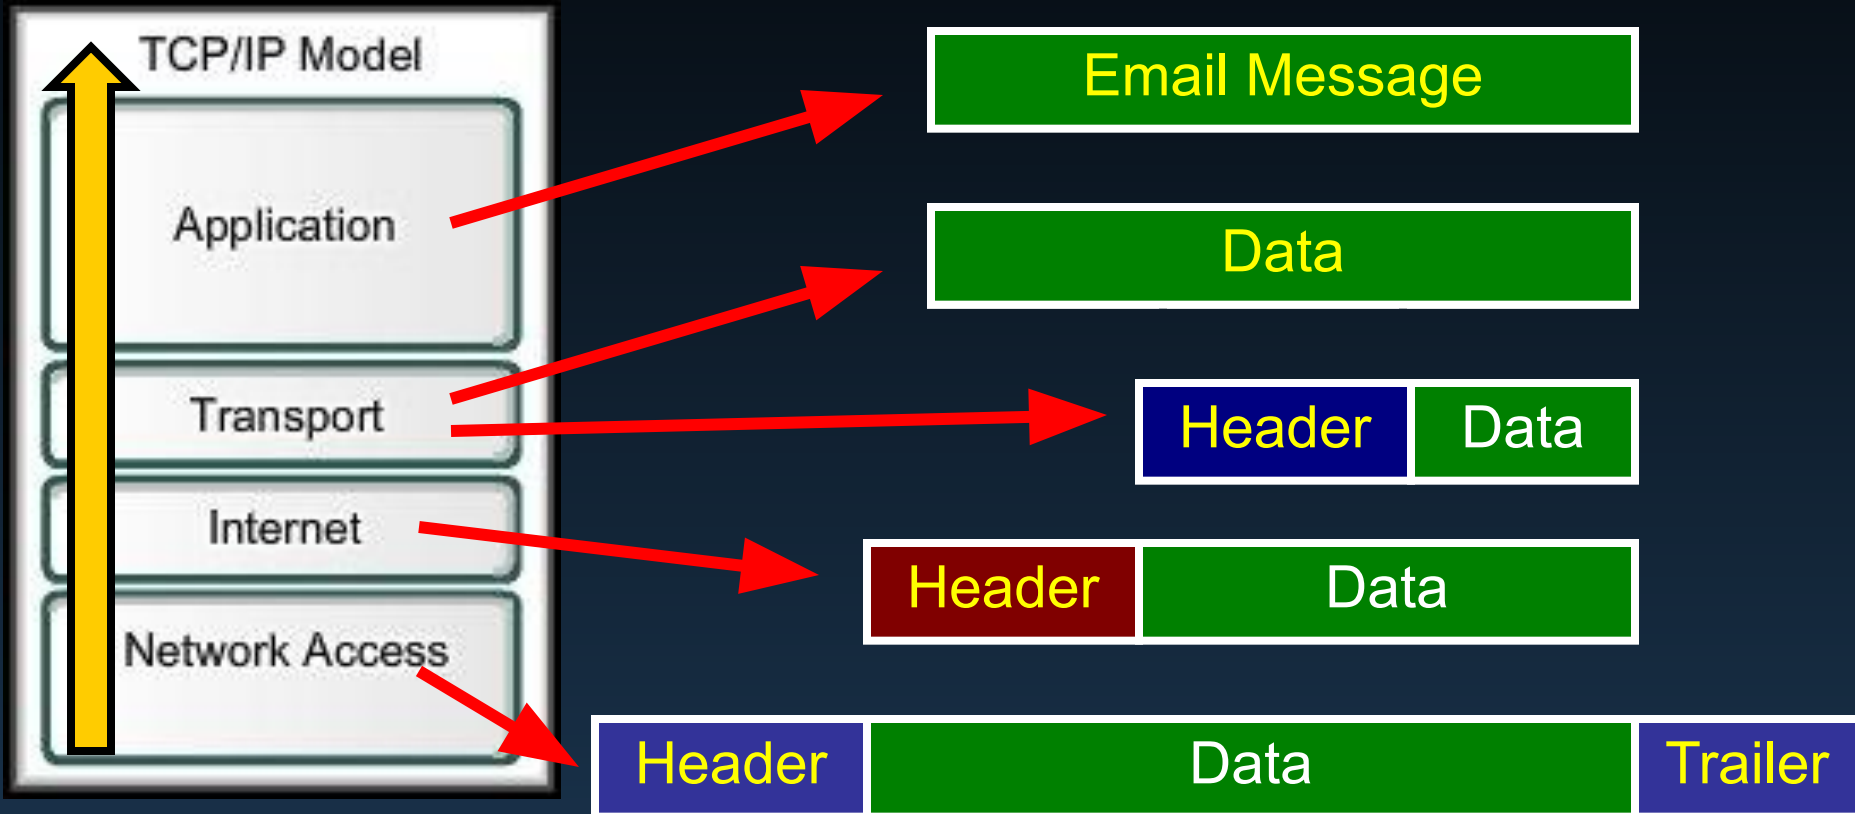 TCP/IP Model
Application
Transport
Internet
Network Access
Email Message
Data
Header Data
Header Data
Header Data Trailer